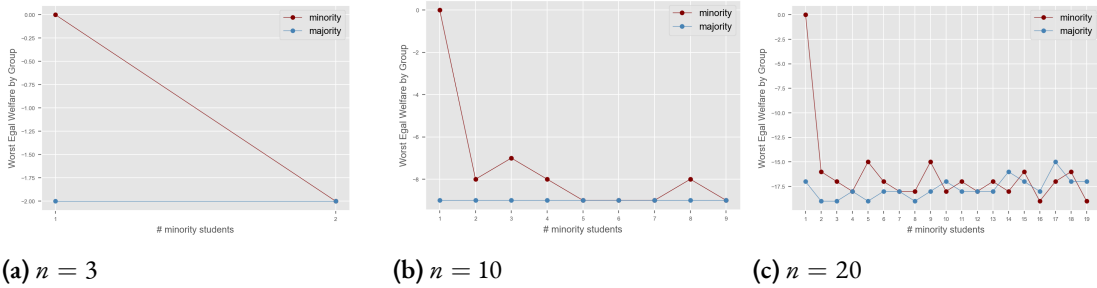 0.00
−0.25
−0.50
−0.75
−1.00
−1.25
−1.50
−1.75
−2.00
Worst Egal Welfare by Group
minority
majority
1 2
# minority students
0
−2
−4
−6
−8
Worst Egal Welfare by Group
minority
majority
1 2 3 4 5 6 7 8 9
# minority students
0.0
−2.5
−5.0
−7.5
−10.0
−12.5
−15.0
−17.5
Worst Egal Welfare by Group
minority
majority
1 2 3 4 5 6 7 8 9 10 11 12 13 14 15 16 17 18 19
# minority students
(a) n = 3
(b) n = 10
(c) n = 20